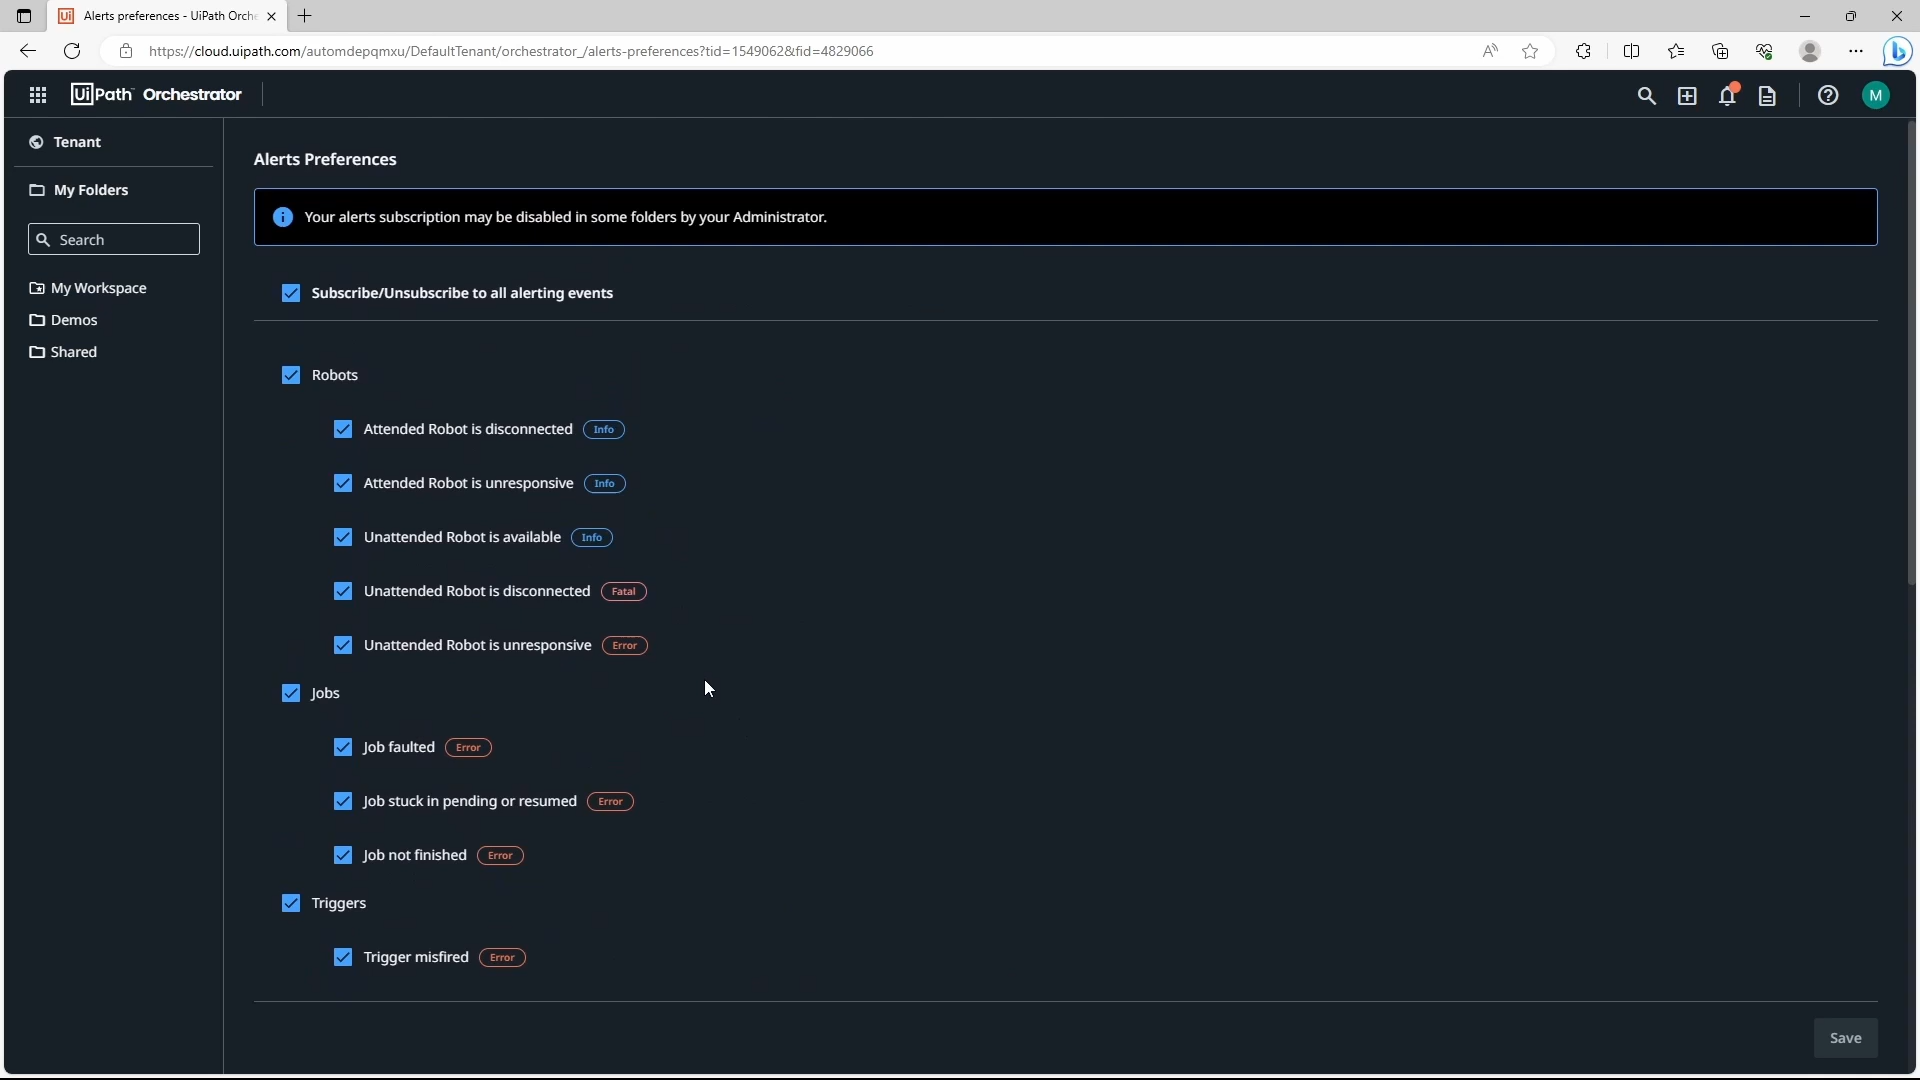 Alerts preferences - UiPath Orche
https://cloud.uipath.com/automdepqmxu/DefaultTenant/orchestrator_/alerts-preferences?tid=1549062&fid=4829066
UiPath Orchestrator
M
Tenant
My Folders
Search
My Workspace
Demos
Shared
Alerts Preferences
Your alerts subscription may be disabled in some folders by your Administrator.
Subscribe/Unsubscribe to all alerting events
Robots
Attended Robot is disconnected Info
Attended Robot is unresponsive Info
Unattended Robot is available Info
Unattended Robot is disconnected Fatal
Unattended Robot is unresponsive Error
Jobs
Job faulted Error
Job stuck in pending or resumed Error
Job not finished Error
Triggers
Trigger misfired Error
Save